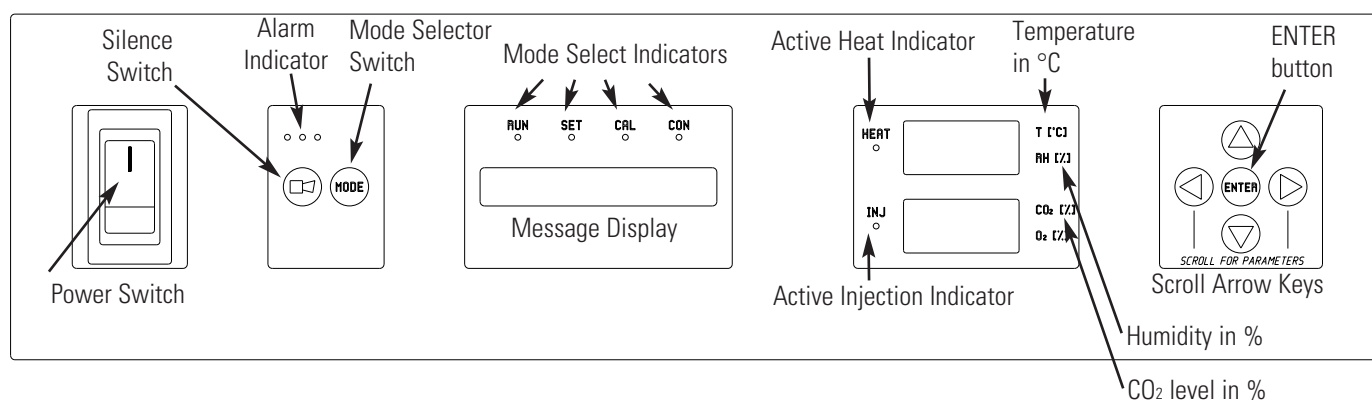 Silence
Switch
Alarm
Indicator
Mode Selector
Switch
Mode Select Indicators
Active Heat Indicator
Temperature
in °C
ENTER
button
MODE
RUN SET CAL CON
Message Display
HEAT
INJ
T [°C]
RH [%]
CO₂ [%]
O₂ [%]
ENTER
SCROLL FOR PARAMETERS
Power Switch
Active Injection Indicator
Scroll Arrow Keys
Humidity in %
CO₂ level in %